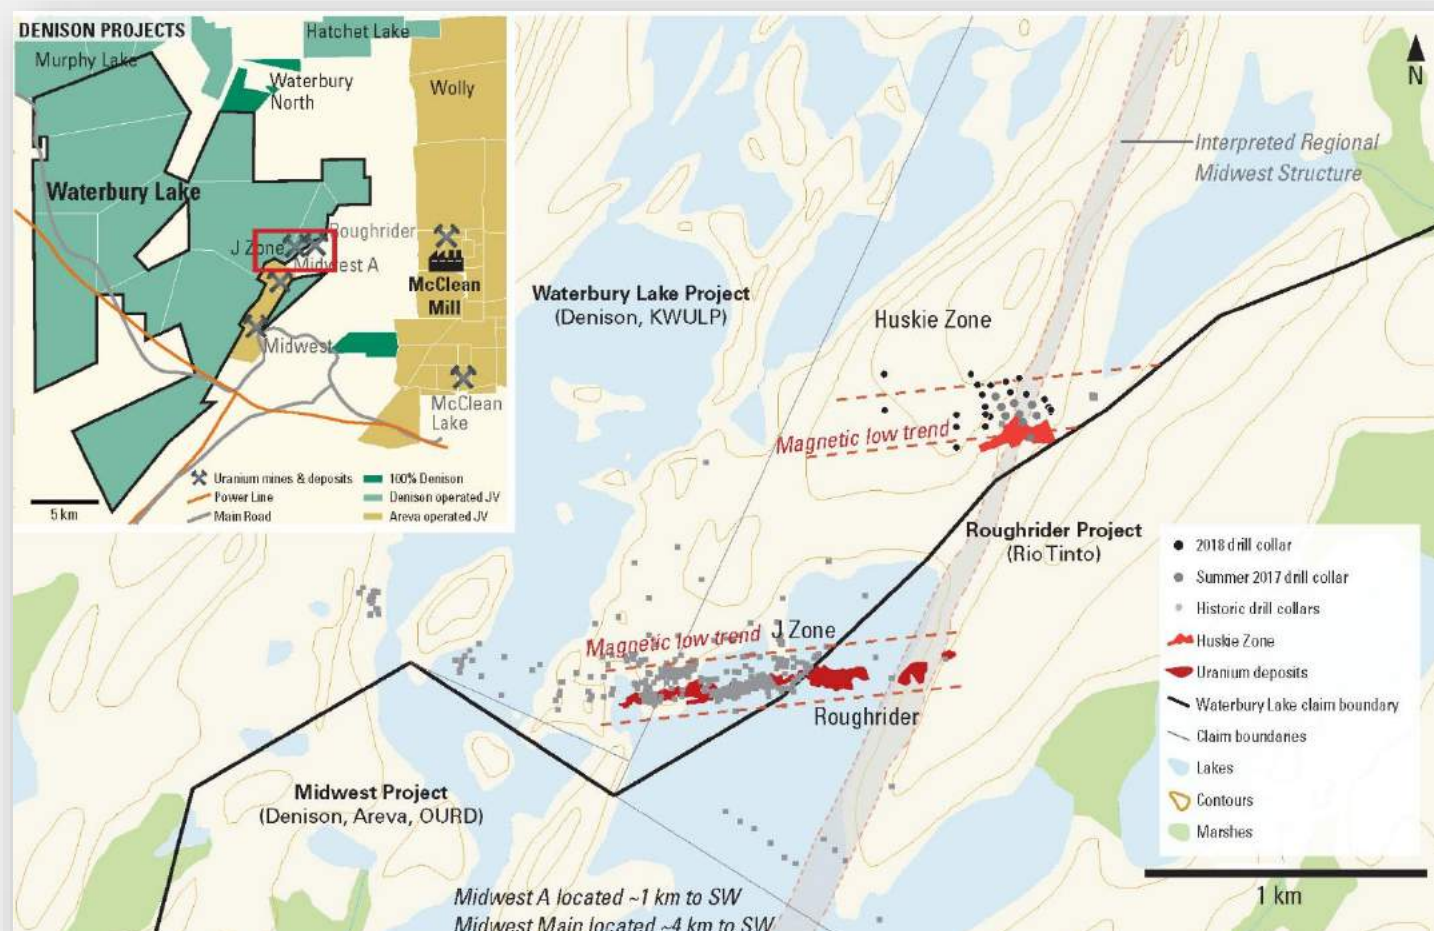 DENISON PROJECTS
Hatchet Lake
Murphy Lake
Waterbury
North
Wolly
Waterbury Lake
Roughrider
J Zone
Midwest A
McClean
Mill
Midwest
McClean
Lake
Uranium mines & deposits
Power Line
Main Road
100% Denison
Denison operated JV
Areva operated JV
5 km
N
Interpreted Regional
Midwest Structure
Waterbury Lake Project
(Denison, KWULP)
Huskie Zone
Magnetic low trend
Roughrider Project
(Rio Tinto)
Magnetic low trend
J Zone
Roughrider
Midwest Project
(Denison, Areva, OURD)
Midwest A located ~1 km to SW
Midwest Main located ~4 km to SW
2018 drill collar
Summer 2017 drill collar
Historic drill collars
Huskie Zone
Uranium deposits
Waterbury Lake claim boundary
Claim boundaries
Lakes
Contours
Marshes
1 km